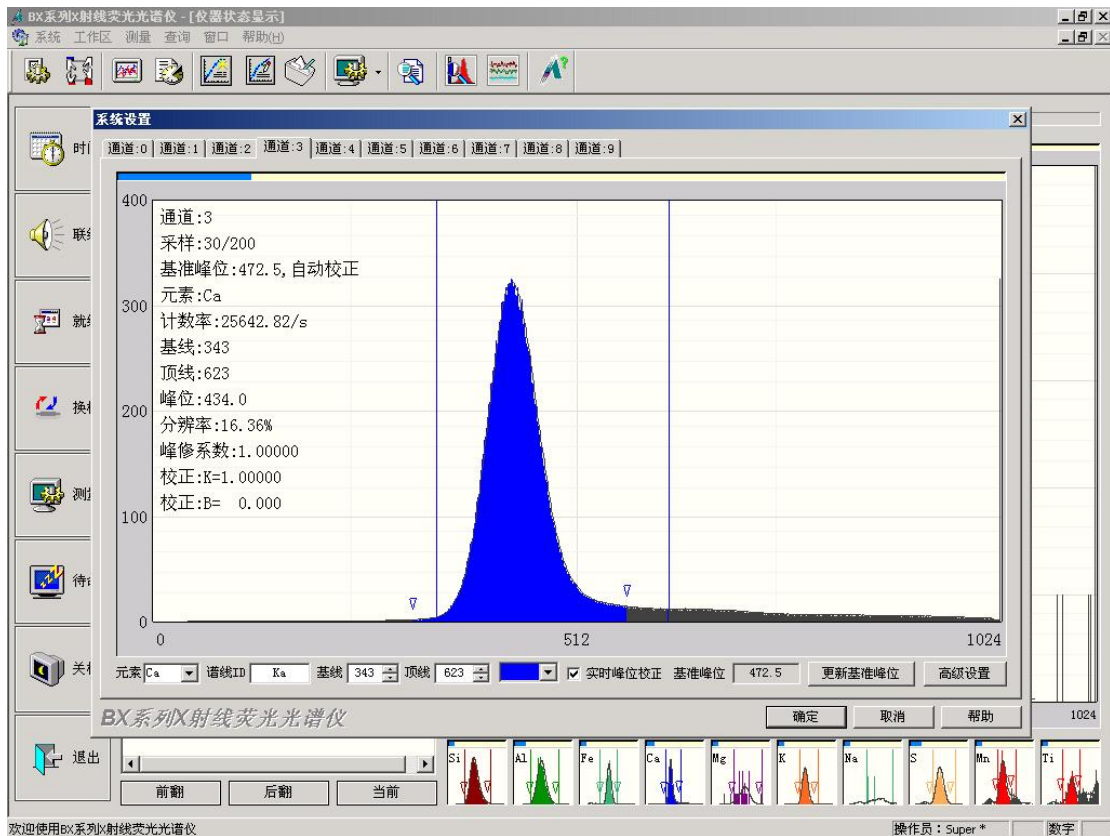 BX系列X射线荧光光谱仪 - [仪器状态显示]
系统 工作区 测量 查询 窗口 帮助(H)
系统设置
通道:0 通道:1 通道:2 通道:3 通道:4 通道:5 通道:6 通道:7 通道:8 通道:9
400
300
200
100
0
通道:3
采样:30/200
基准峰位:472.5,自动校正
元素:Ca
计数率:25642.82/s
基线:343
顶线:623
峰位:434.0
分辨率:16.36%
峰修系数:1.00000
校正:K=1.00000
校正:B= 0.000
0 512 1024
元素 Ca 谱线ID Ka 基线 343 顶线 623 实时峰位校正 基准峰位 472.5 更新基准峰位 高级设置
BX系列X射线荧光光谱仪
确定 取消 帮助
1024
退出
前翻 后翻 当前
Si Al Fe Ca Mg K Na S Mn Ti
欢迎使用BX系列X射线荧光光谱仪
操作员：Super *
数字